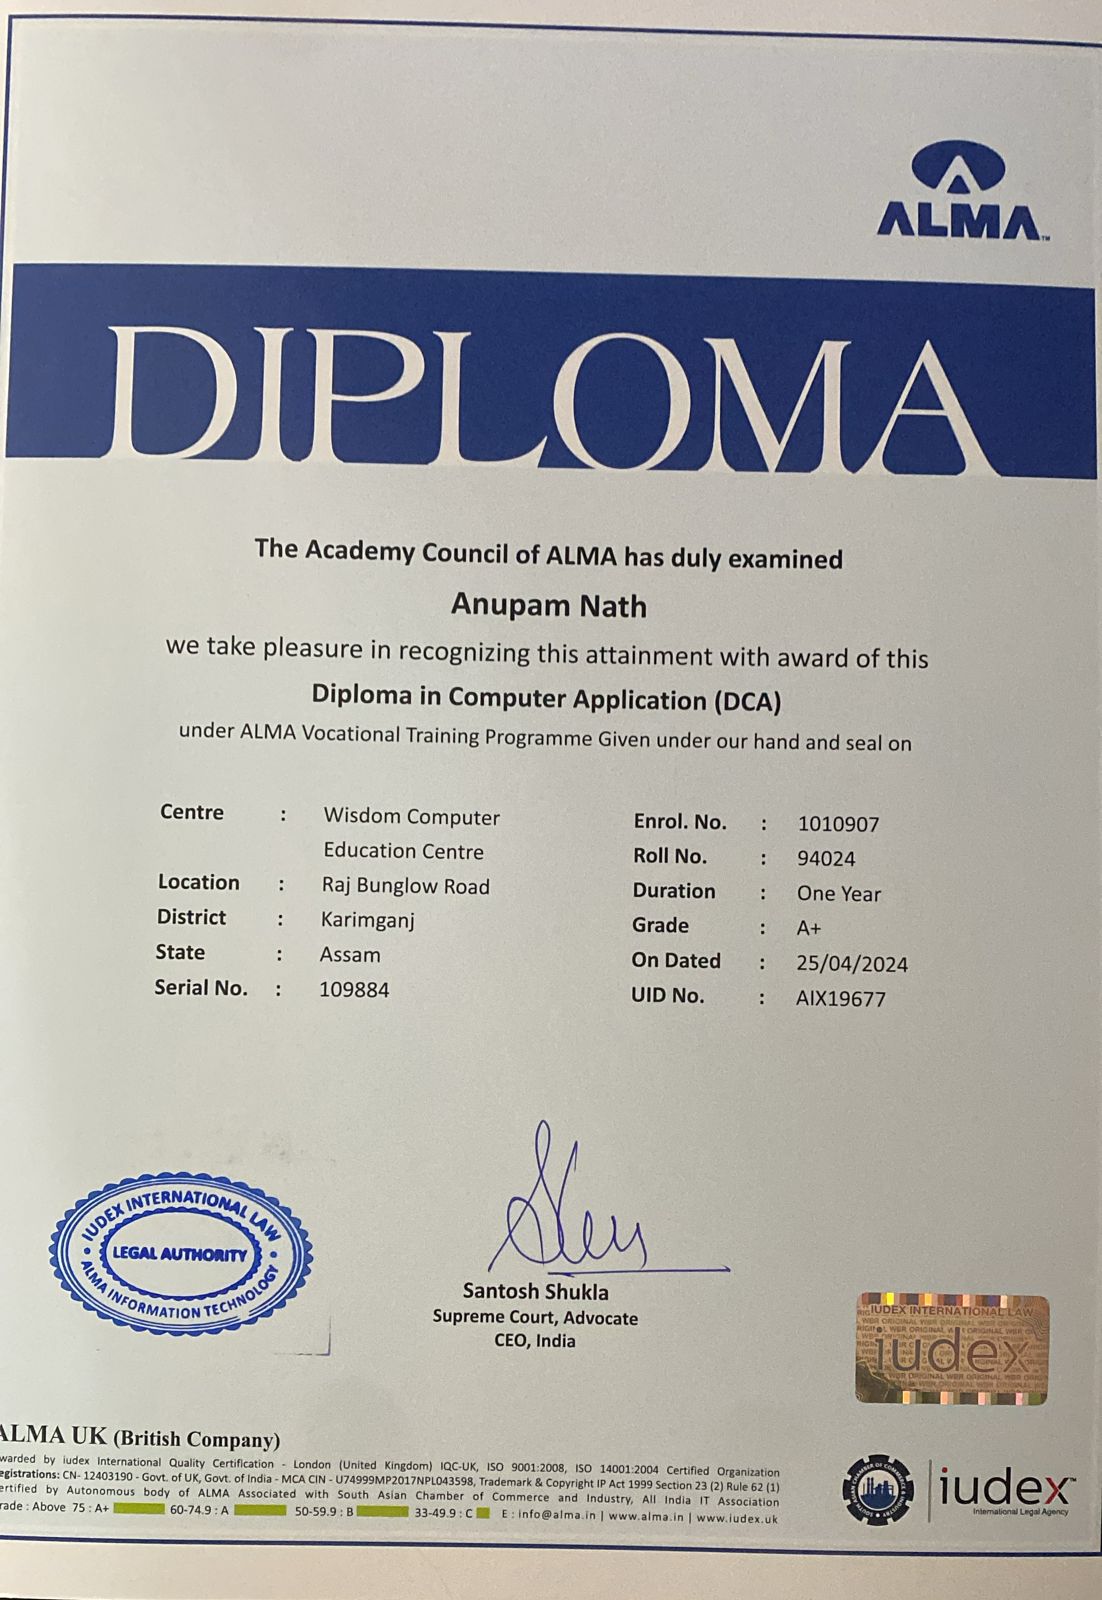 ALMA™
DIPLOMA
The Academy Council of ALMA has duly examined
Anupam Nath
we take pleasure in recognizing this attainment with award of this
Diploma in Computer Application (DCA)
under ALMA Vocational Training Programme Given under our hand and seal on
Centre : Wisdom Computer
Education Centre
Location : Raj Bunglow Road
District : Karimganj
State : Assam
Serial No. : 109884
Enrol. No. : 1010907
Roll No. : 94024
Duration : One Year
Grade : A+
On Dated : 25/04/2024
UID No. : AIX19677
IUDEX INTERNATIONAL LAW
LEGAL AUTHORITY
ALMA INFORMATION TECHNOLOGY
Santosh Shukla
Supreme Court, Advocate
CEO, India
IUDEX INTERNATIONAL LAW
iudex
ALMA UK (British Company)
warded by iudex International Quality Certification - London (United Kingdom) IQC-UK, ISO 9001:2008, ISO 14001:2004 Certified Organization
egistrations: CN- 12403190 - Govt. of UK, Govt. of India - MCA CIN - U74999MP2017NPL043598, Trademark & Copyright IP Act 1999 Section 23 (2) Rule 62 (1)
ertified by Autonomous body of ALMA Associated with South Asian Chamber of Commerce and Industry, All India IT Association
rade : Above 75 : A+ 60-74.9 : A 50-59.9 : B 33-49.9 : C E : info@alma.in | www.alma.in | www.iudex.uk
iudex™
International Legal Agency